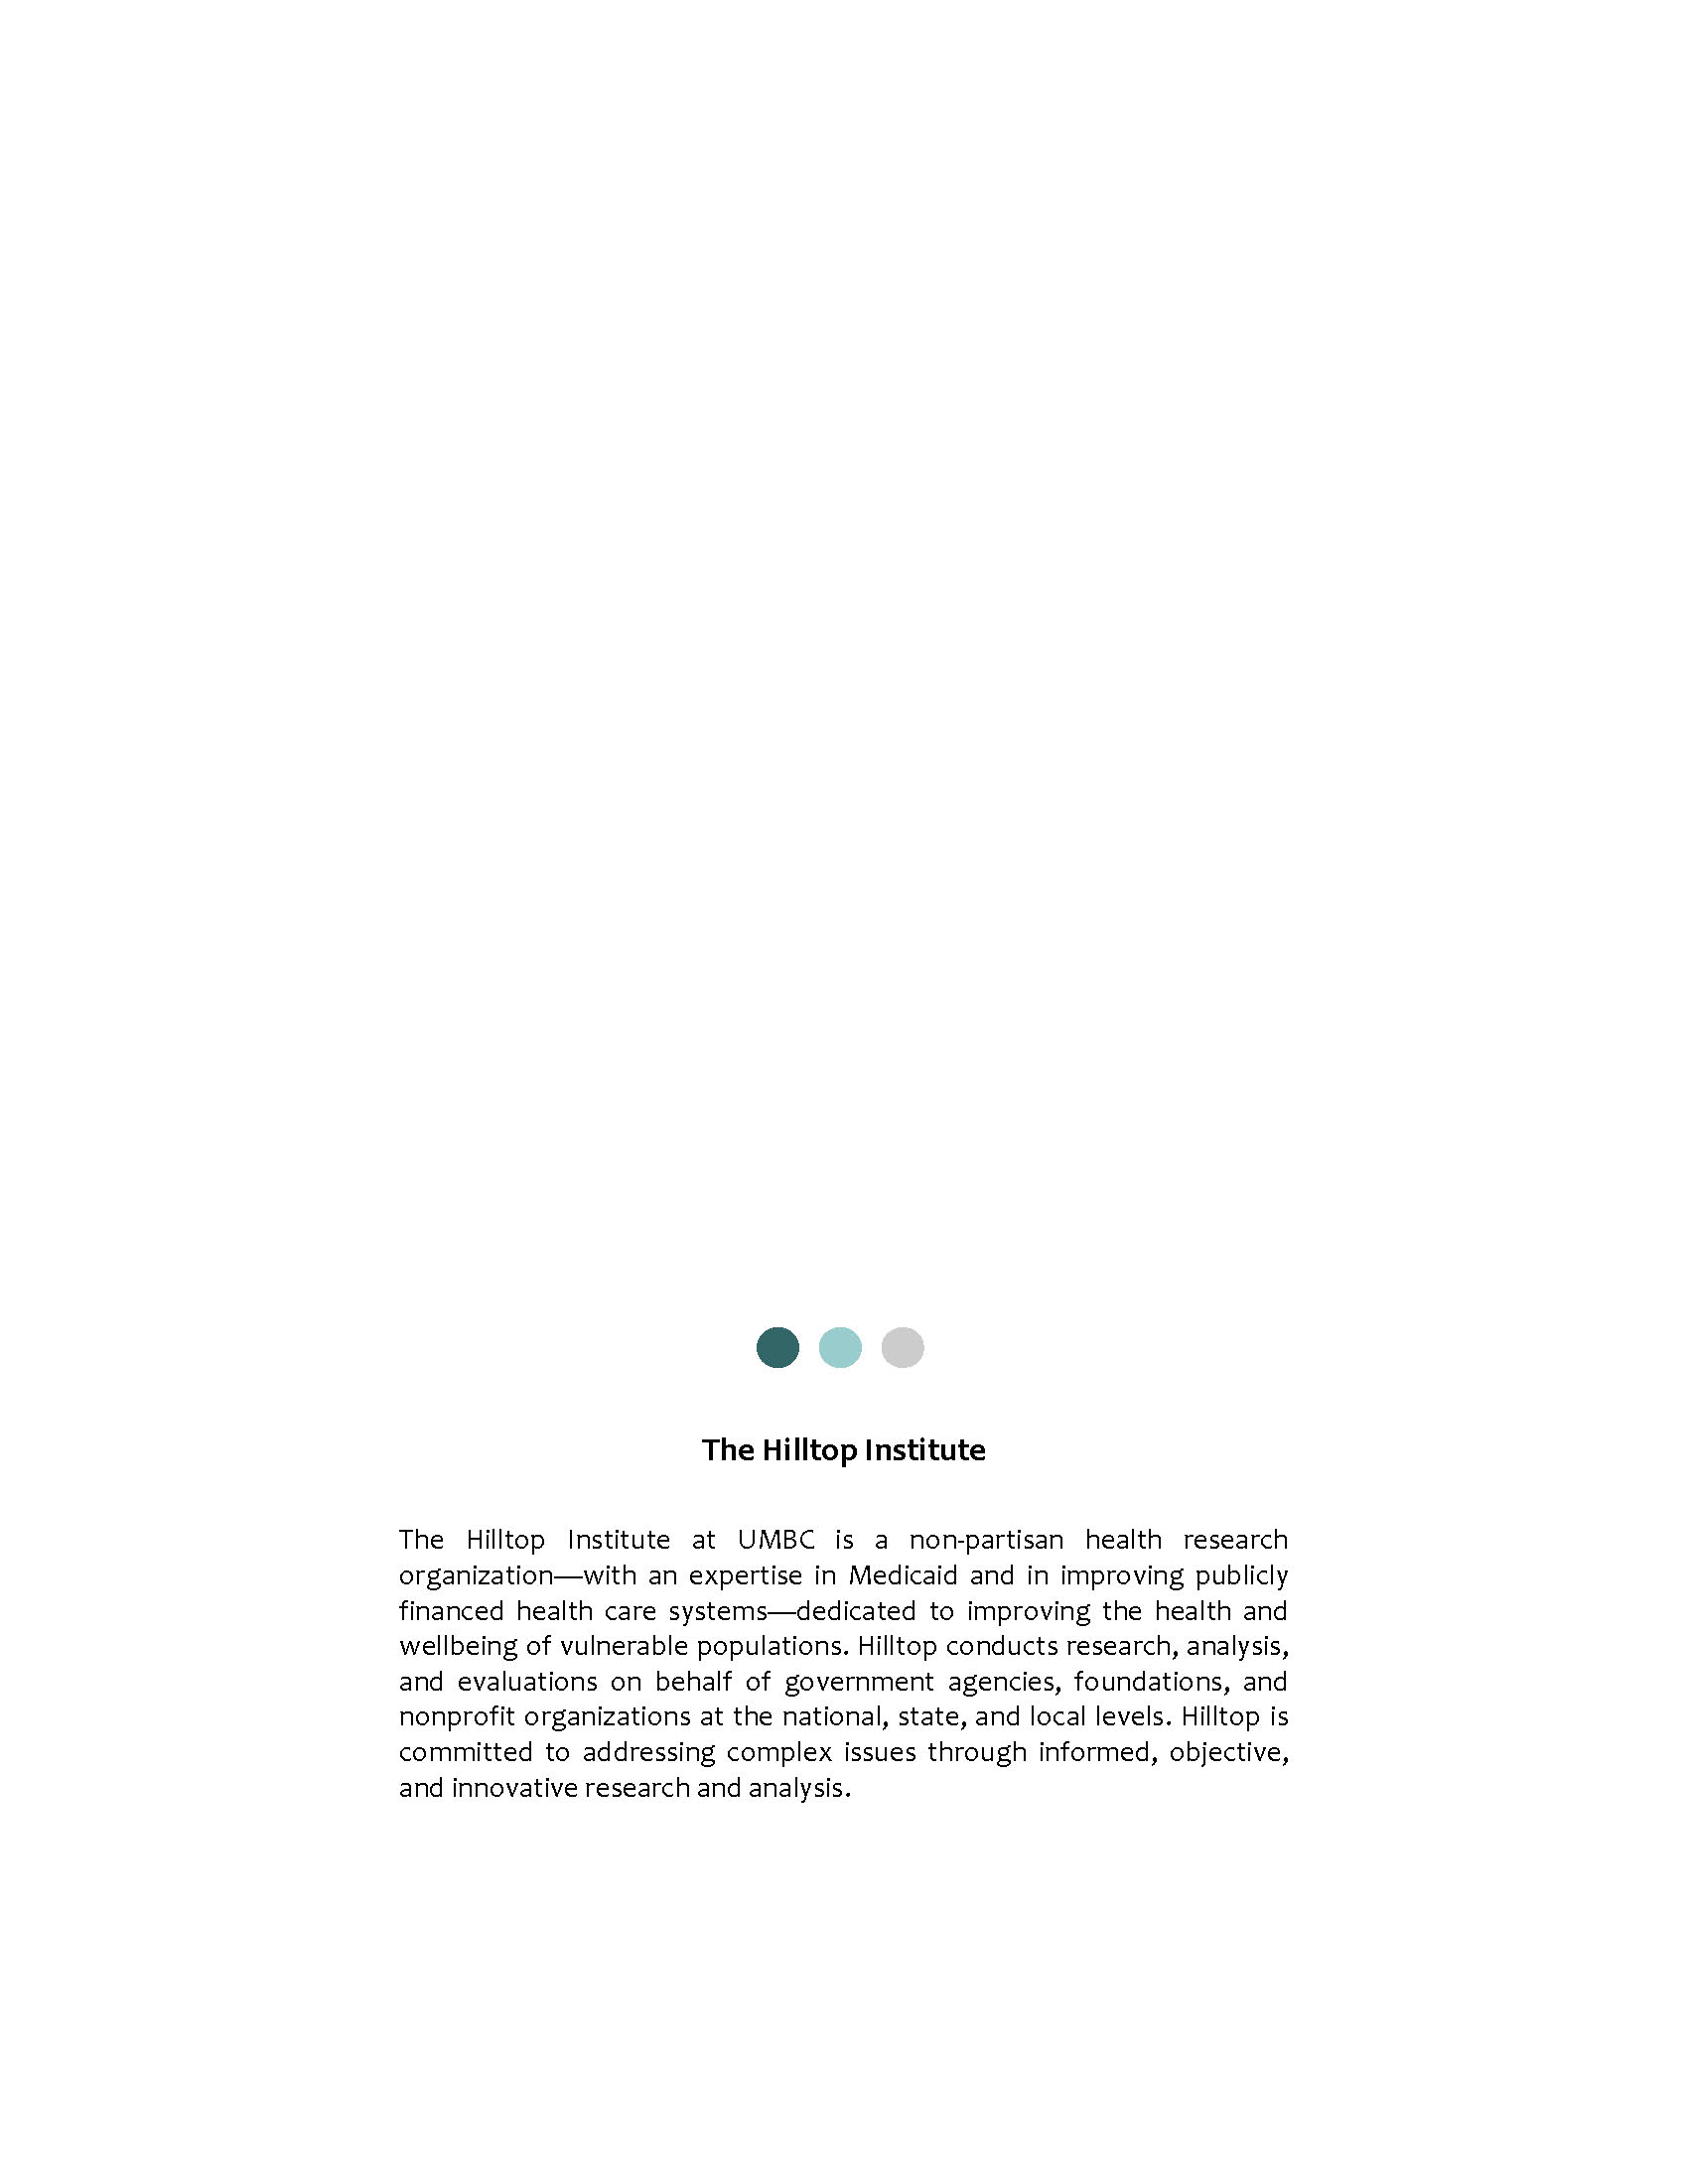 The Hilltop Institute
The Hilltop Institute at UMBC is a non-partisan health research
organization—with an expertise in Medicaid and in improving publicly
financed health care systems—dedicated to improving the health and
wellbeing of vulnerable populations. Hilltop conducts research, analysis,
and evaluations on behalf of government agencies, foundations, and
nonprofit organizations at the national, state, and local levels. Hilltop is
committed to addressing complex issues through informed, objective,
and innovative research and analysis.